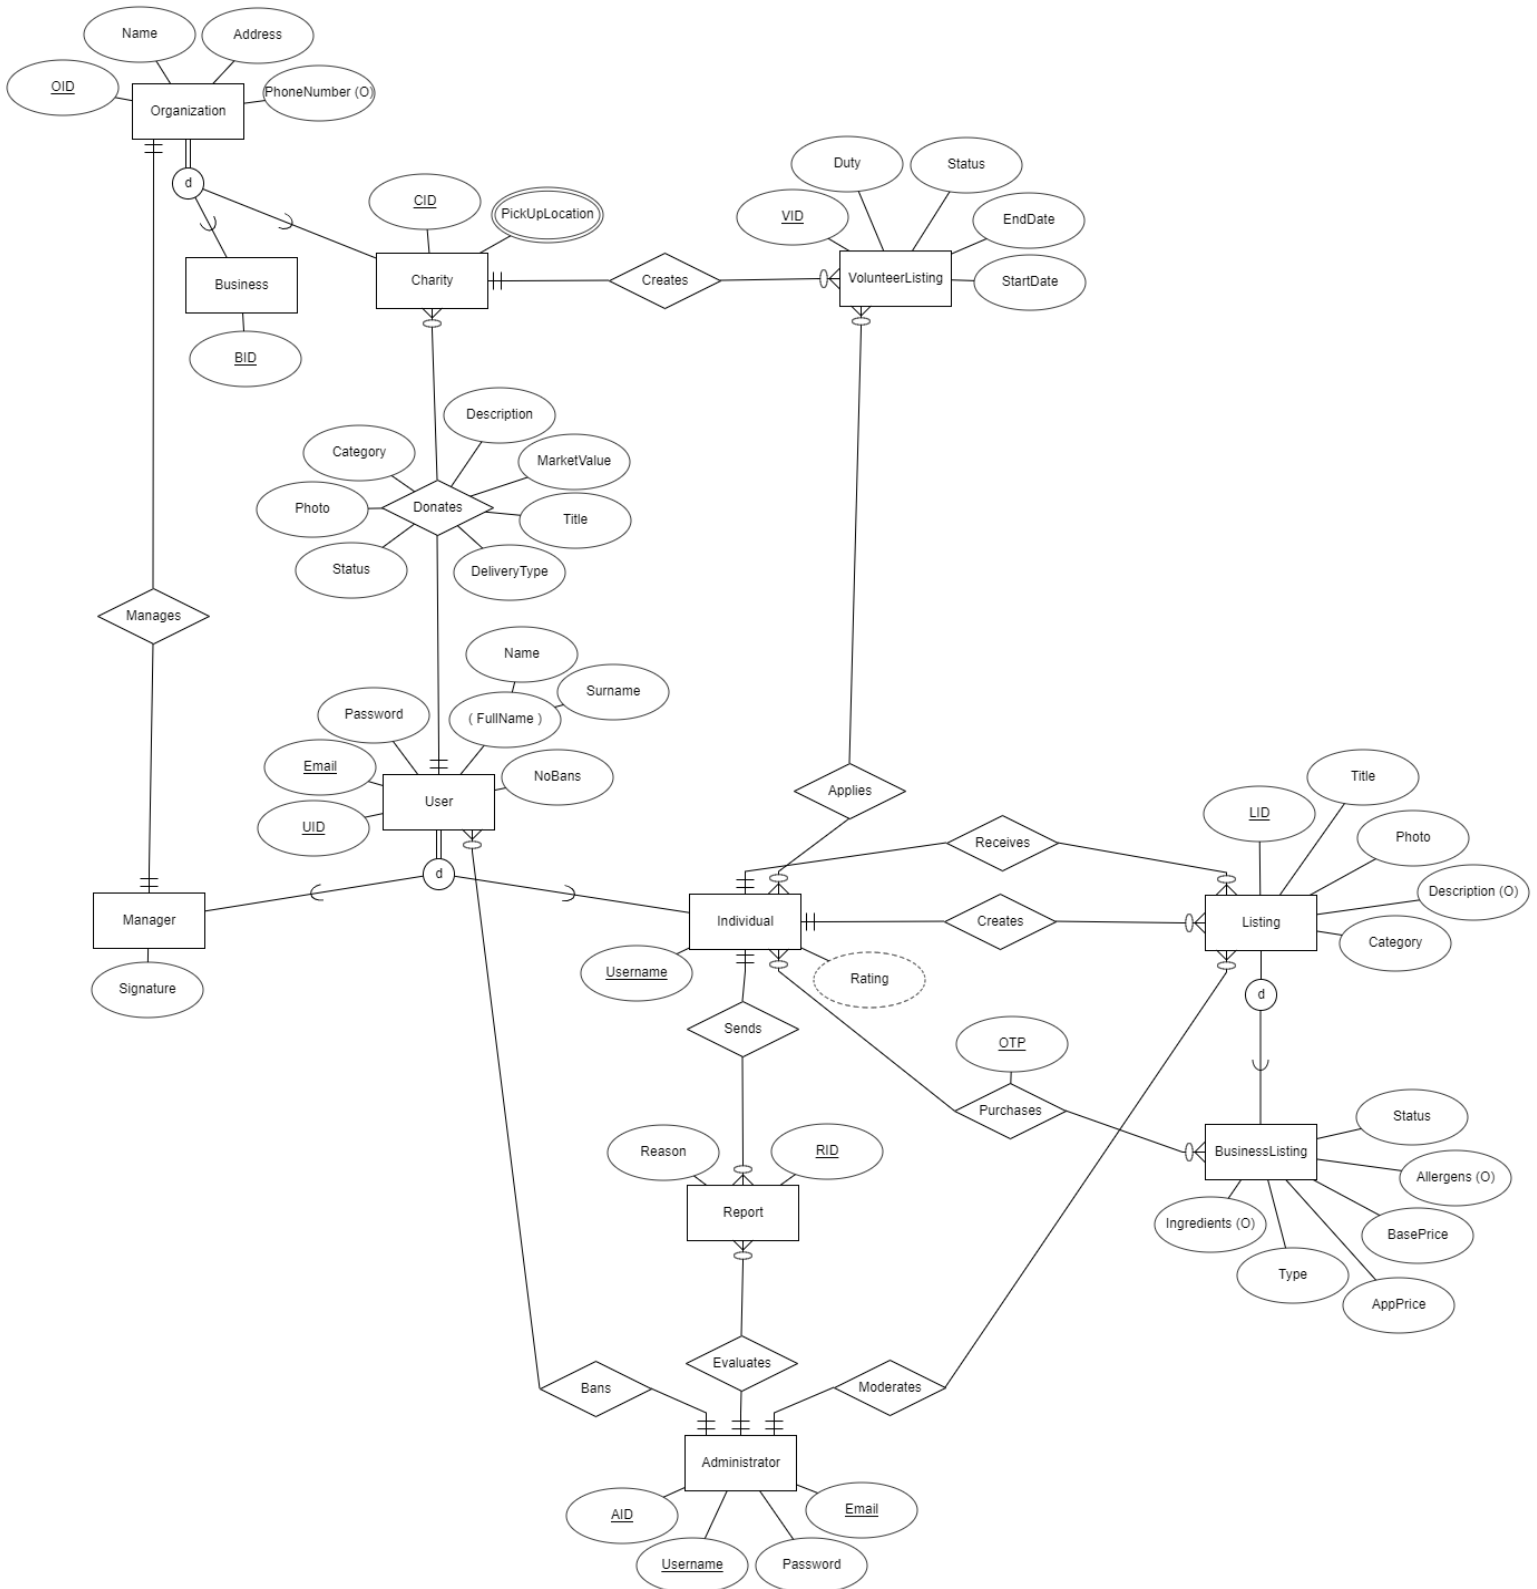 Name
Address
OID
PhoneNumber (O)
Organization
d
Duty
Status
CID
PickUpLocation
VID
EndDate
Business
Charity
Creates
VolunteerListing
StartDate
BID
Description
Category
MarketValue
Photo
Donates
Title
Status
DeliveryType
Manages
Name
Surname
Password
( FullName )
Email
NoBans
User
UID
Applies
Title
LID
Photo
Receives
d
Description (O)
Manager
Individual
Creates
Listing
Category
Signature
Username
Rating
d
Sends
OTP
Purchases
Status
Reason
RID
BusinessListing
Allergens (O)
Report
Ingredients (O)
BasePrice
Type
AppPrice
Evaluates
Bans
Moderates
Administrator
AID
Email
Username
Password